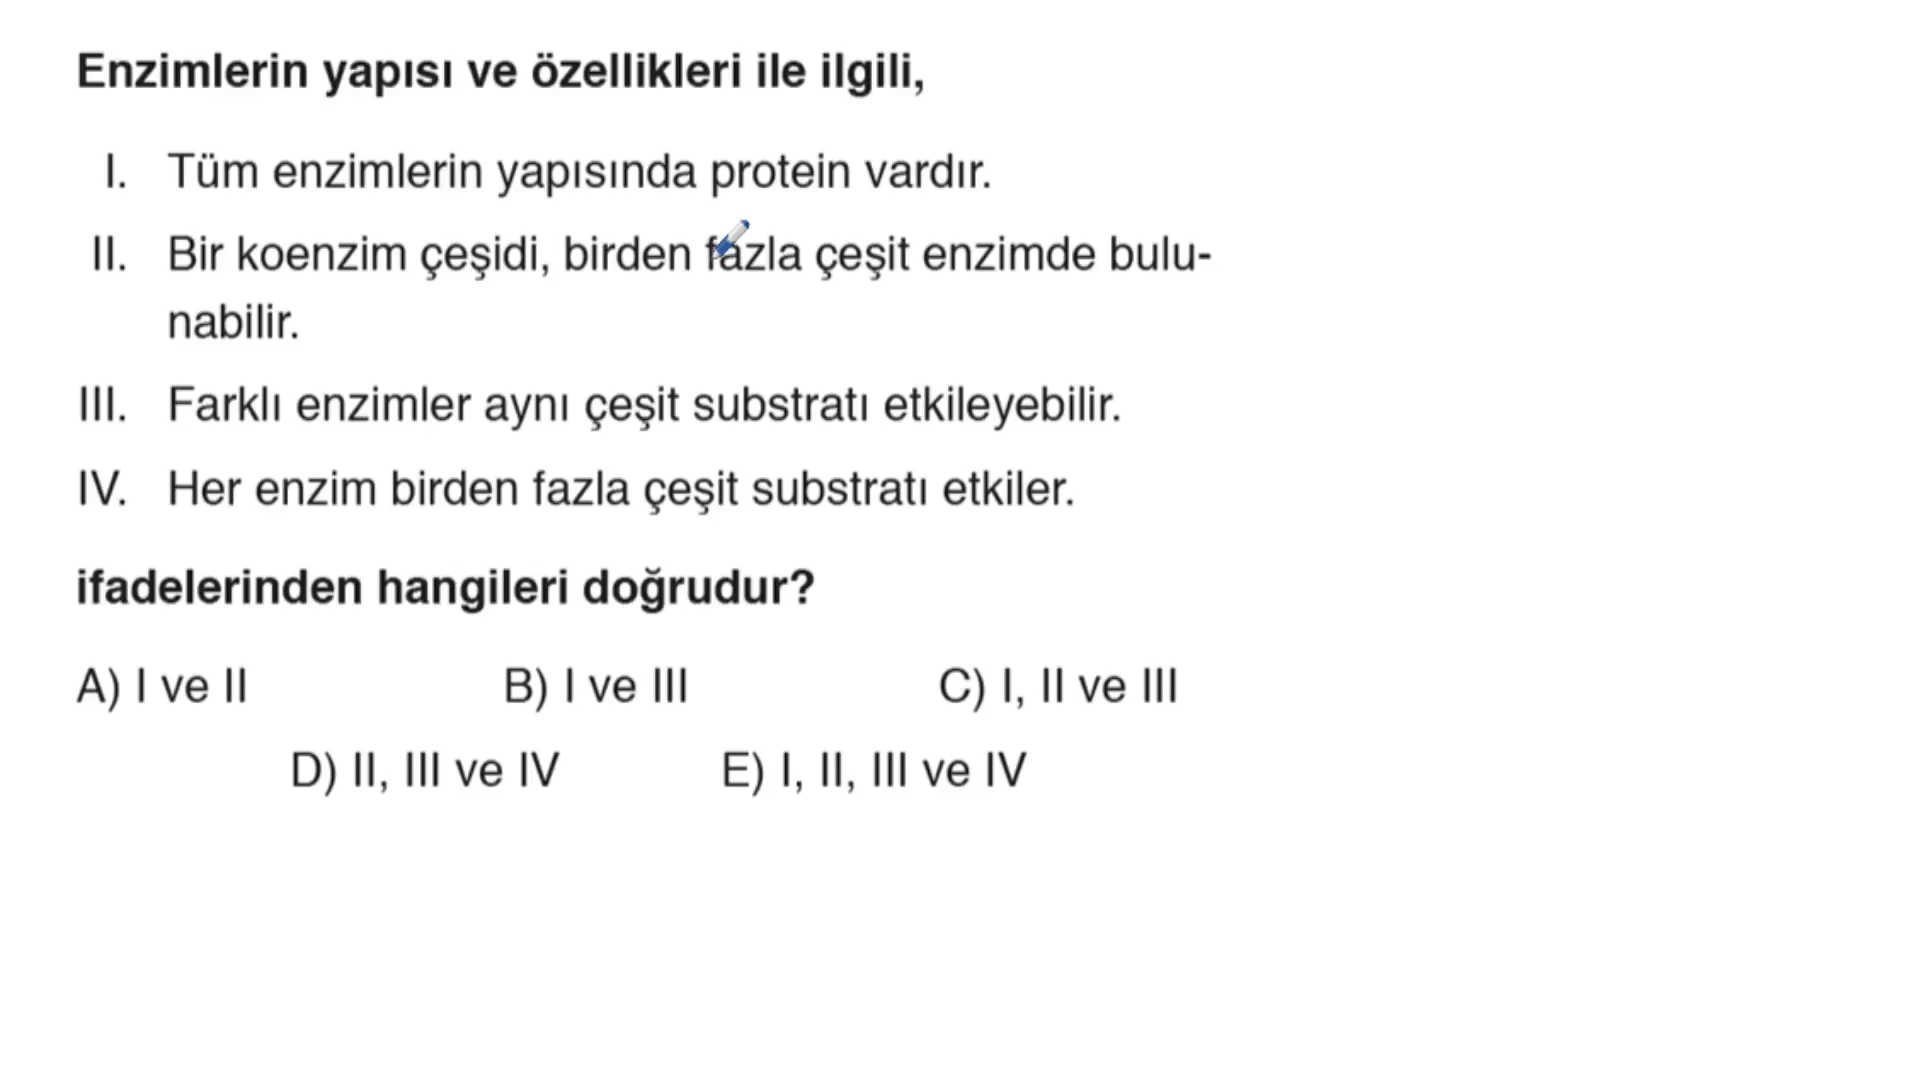 Enzimlerin yapısı ve özellikleri ile ilgili,
I. Tüm enzimlerin yapısında protein vardır.
II. Bir koenzim çeşidi, birden fazla çeşit enzimde bulu-
nabilir.
III. Farklı enzimler aynı çeşit substratı etkileyebilir.
IV. Her enzim birden fazla çeşit substratı etkiler.
ifadelerinden hangileri doğrudur?
A) I ve II B) I ve III C) I, II ve III
D) II, III ve IV E) I, II, III ve IV